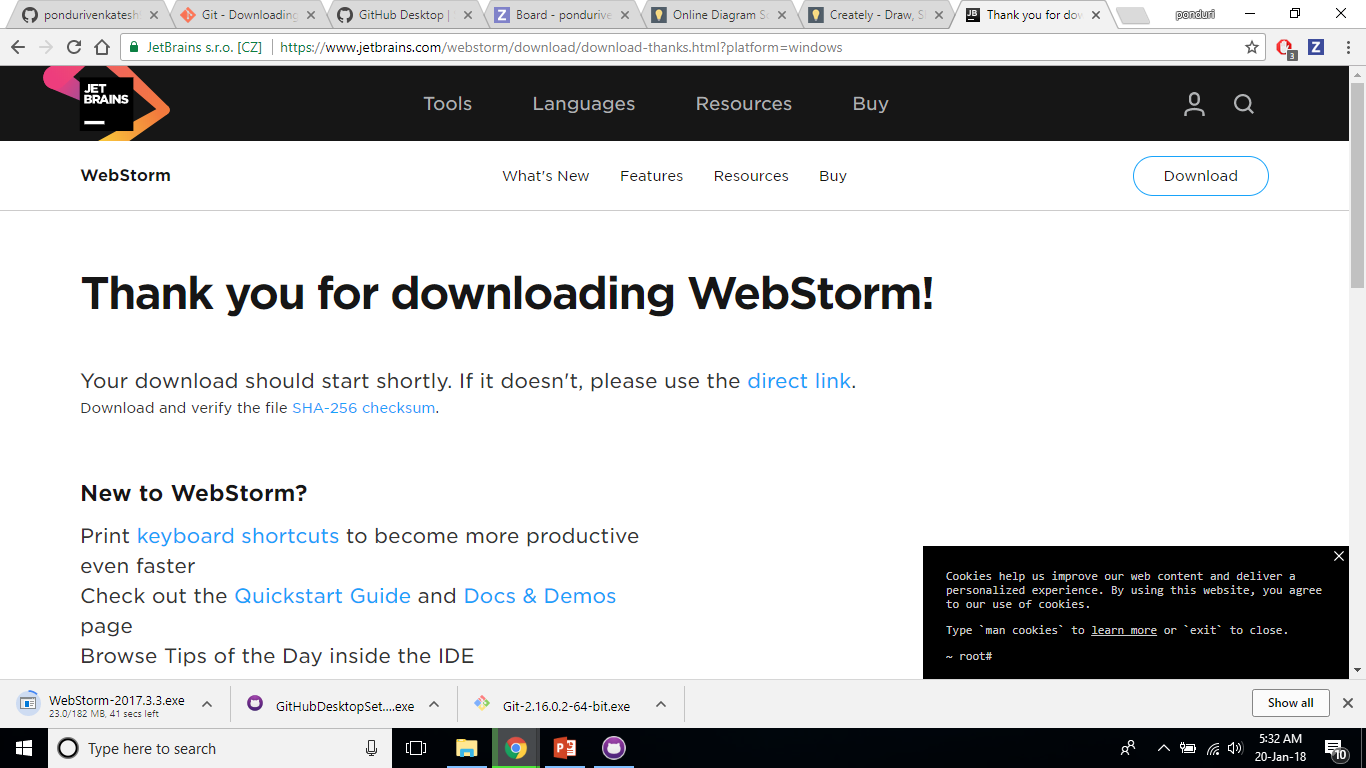 pondurivenkatesh
Git - Downloading
GitHub Desktop |
Board - pondurive
Online Diagram S
Creately - Draw, S
Thank you for dow
ponduri
JetBrains s.r.o. [CZ]
https://www.jetbrains.com/webstorm/download/download-thanks.html?platform=windows
3
Z
JET
BRAINS
Tools
Languages
Resources
Buy
WebStorm
What's New
Features
Resources
Buy
Download
Thank you for downloading WebStorm!
Your download should start shortly. If it doesn't, please use the direct link.
Download and verify the file SHA-256 checksum.
New to WebStorm?
Print keyboard shortcuts to become more productive
even faster
Check out the Quickstart Guide and Docs & Demos
page
Browse Tips of the Day inside the IDE
Cookies help us improve our web content and deliver a
personalized experience. By using this website, you agree
to our use of cookies.
Type `man cookies` to learn more or `exit` to close.
~ root#
WebStorm-2017.3.3.exe
23.0/182 MB, 41 secs left
GitHubDesktopSet....exe
Git-2.16.0.2-64-bit.exe
Show all
Type here to search
5:32 AM
20-Jan-18
10